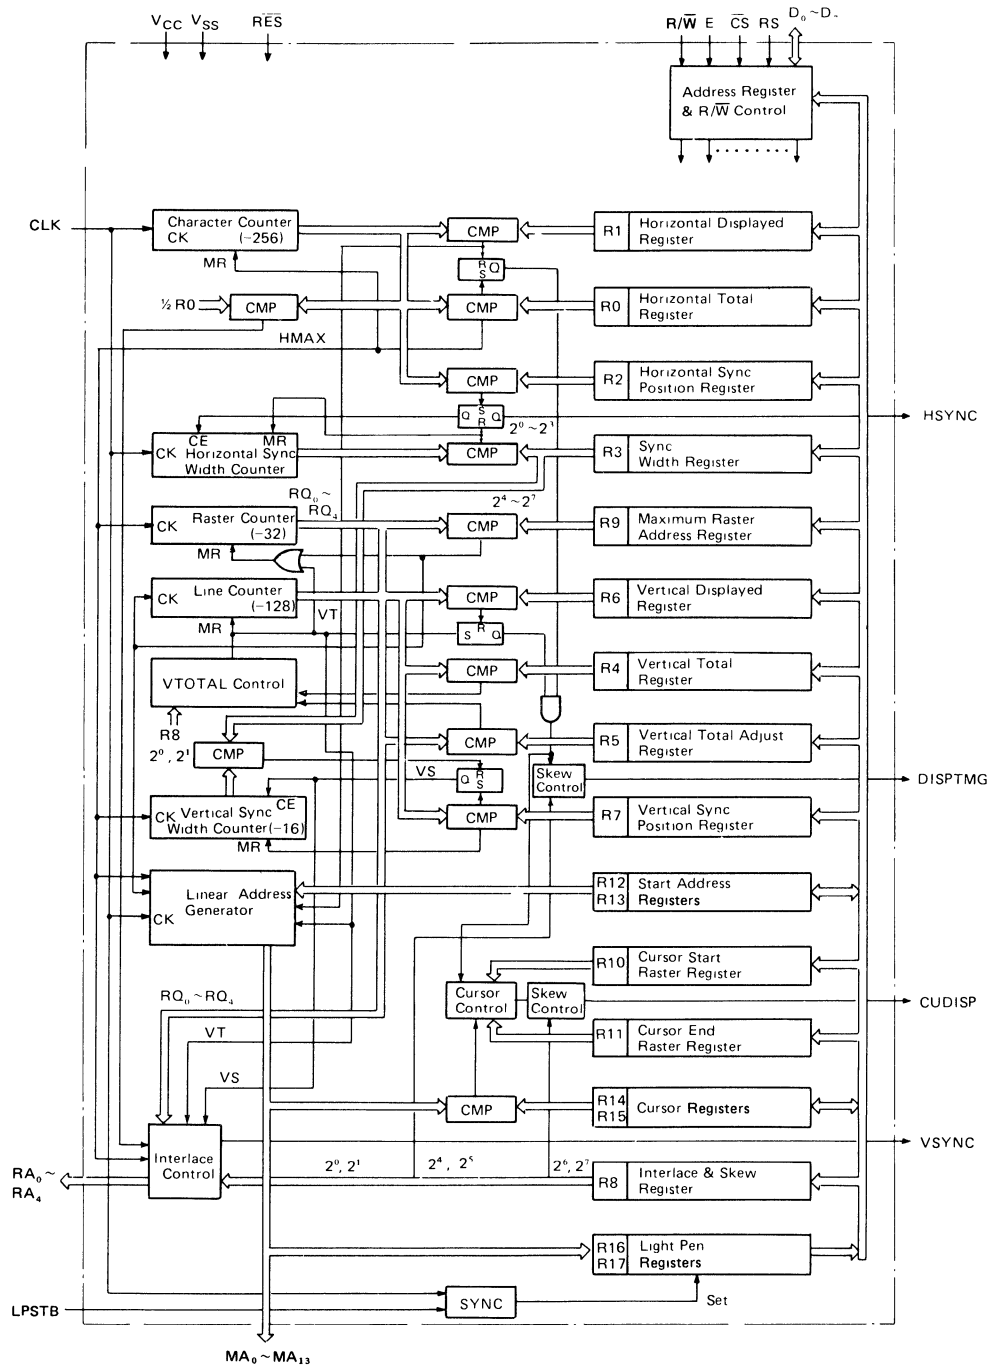 VCC VSS RES R/W E CS RS D0~D7
Address Register
& R/W Control
CLK
Character Counter
CK (-256)
MR
CMP
R1 Horizontal Displayed
Register
R
S Q
½ R0
CMP
CMP
R0 Horizontal Total
Register
HMAX
CMP
R2 Horizontal Sync
Position Register
Q S
R Q
2⁰~2³
HSYNC
CE MR
CK Horizontal Sync
Width Counter
CMP
R3 Sync
Width Register
RQ0~
RQ4
2⁴~2⁷
CK Raster Counter
(-32)
MR
CMP
R9 Maximum Raster
Address Register
CK Line Counter
(-128)
MR
VT
CMP
R6 Vertical Displayed
Register
S R Q
VTOTAL Control
CMP
R4 Vertical Total
Register
R8
2⁰, 2¹
CMP
CMP
R5 Vertical Total Adjust
Register
VS
Q R
S
Skew
Control
DISPTMG
CE
CK Vertical Sync
Width Counter(-16)
MR
CMP
R7 Vertical Sync
Position Register
Linear Address
Generator
CK
R12
R13
Start Address
Registers
R10 Cursor Start
Raster Register
RQ0~RQ4
Cursor
Control
Skew
Control
CUDISP
VT
R11 Cursor End
Raster Register
VS
CMP
R14
R15
Cursor Registers
Interlace
Control
VSYNC
RA0~
RA4
2⁰, 2¹ 2⁴, 2⁵ 2⁶, 2⁷
R8 Interlace & Skew
Register
R16
R17
Light Pen
Registers
LPSTB
SYNC
Set
MA0~MA13